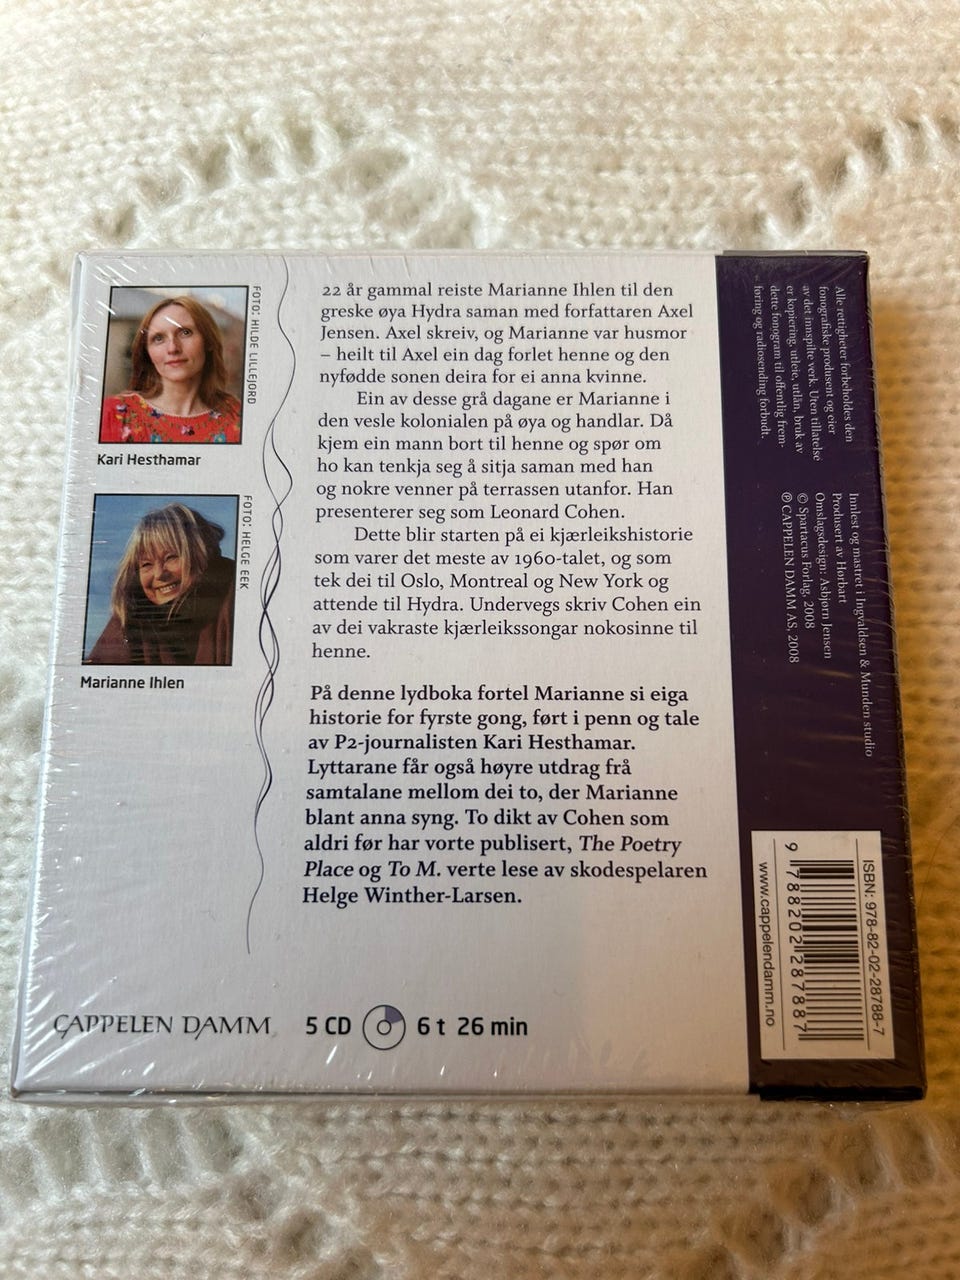 FOTO: HILDE LILLEJORD
Kari Hesthamar
FOTO: HELGE EEK
Marianne Ihlen
22 år gammal reiste Marianne Ihlen til den
greske øya Hydra saman med forfattaren Axel
Jensen. Axel skreiv, og Marianne var husmor
– heilt til Axel ein dag forlet henne og den
nyfødde sonen deira for ei anna kvinne.
Ein av desse grå dagane er Marianne i
den vesle kolonialen på øya og handlar. Då
kjem ein mann bort til henne og spør om
ho kan tenkja seg å sitja saman med han
og nokre venner på terrassen utanfor. Han
presenterer seg som Leonard Cohen.
Dette blir starten på ei kjærleikshistorie
som varer det meste av 1960-talet, og som
tek dei til Oslo, Montreal og New York og
attende til Hydra. Undervegs skriv Cohen ein
av dei vakraste kjærleikssongar nokosinne til
henne.
På denne lydboka fortel Marianne si eiga
historie for fyrste gong, ført i penn og tale
av P2-journalisten Kari Hesthamar.
Lyttarane får også høyre utdrag frå
samtalane mellom dei to, der Marianne
blant anna syng. To dikt av Cohen som
aldri før har vorte publisert, The Poetry
Place og To M. verte lese av skodespelaren
Helge Winther-Larsen.
CAPPELEN DAMM
5 CD 6 t 26 min
Alle rettigheter forbeholdes den
fonografiske produsent og eier
av det innspilte verk. Uten tillatelse
er kopiering, utleie, utlån, bruk av
dette fonogram til offentlig frem-
føring og radiosending forbudt.
Innlest og mastret i Ingvaldsen & Munden studio
Produsert av Hørbart
Omslagsdesign: Asbjørn Jensen
© Spartacus Forlag, 2008
℗ CAPPELEN DAMM AS, 2008
ISBN: 978-82-02-28788-7
9 788202 287887
www.cappelendamm.no